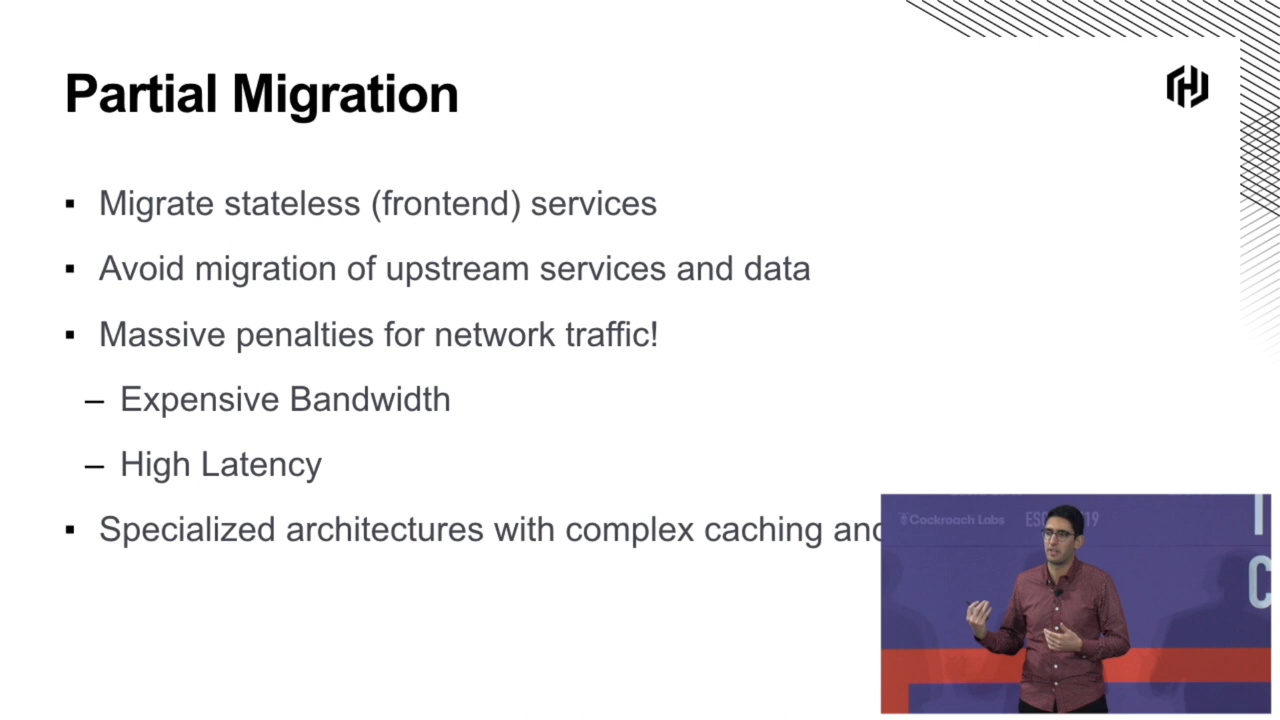 Partial Migration
▪ Migrate stateless (frontend) services
▪ Avoid migration of upstream services and data
▪ Massive penalties for network traffic!
– Expensive Bandwidth
– High Latency
▪ Specialized architectures with complex caching
Cockroach Labs